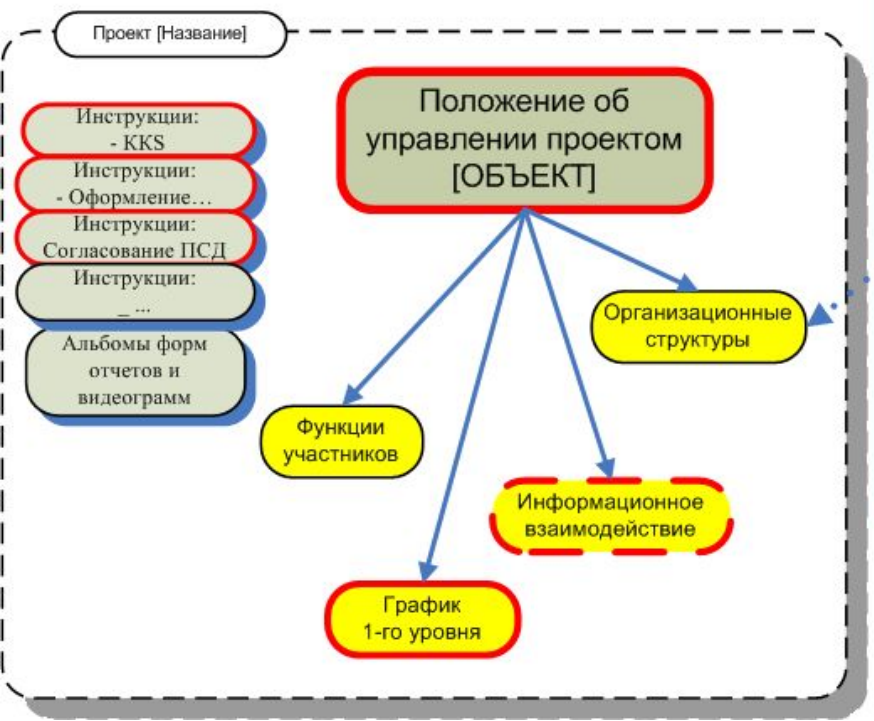 Проект [Название]
Положение об
управлении проектом
[ОБЪЕКТ]
Инструкции:
- KKS
Инструкции:
- Оформление…
Инструкции:
Согласование ПСД
Инструкции:
_ ...
Альбомы форм
отчетов и
видеограмм
Организационные
структуры
Функции
участников
Информационное
взаимодействие
График
1-го уровня